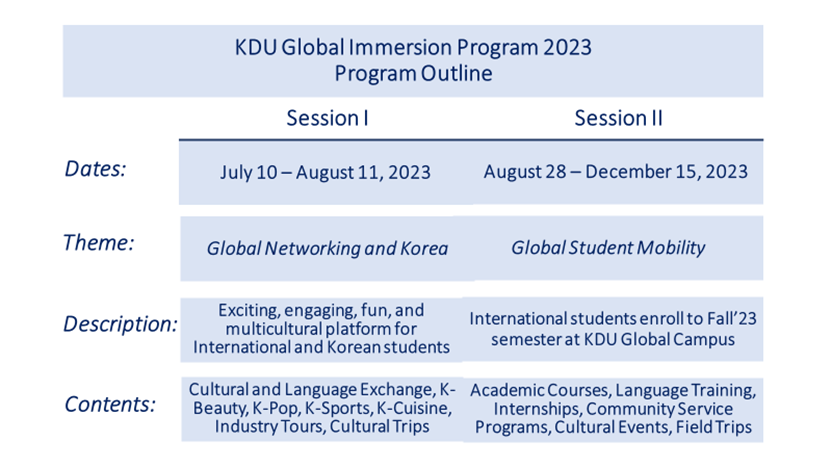 KDU Global Immersion Program 2023
Program Outline
Session I
Session II
Dates:
July 10 – August 11, 2023
August 28 – December 15, 2023
Theme:
Global Networking and Korea
Global Student Mobility
Description:
Exciting, engaging, fun, and
multicultural platform for
International and Korean students
International students enroll to Fall'23
semester at KDU Global Campus
Contents:
Cultural and Language Exchange, K-
Beauty, K-Pop, K-Sports, K-Cuisine,
Industry Tours, Cultural Trips
Academic Courses, Language Training,
Internships, Community Service
Programs, Cultural Events, Field Trips